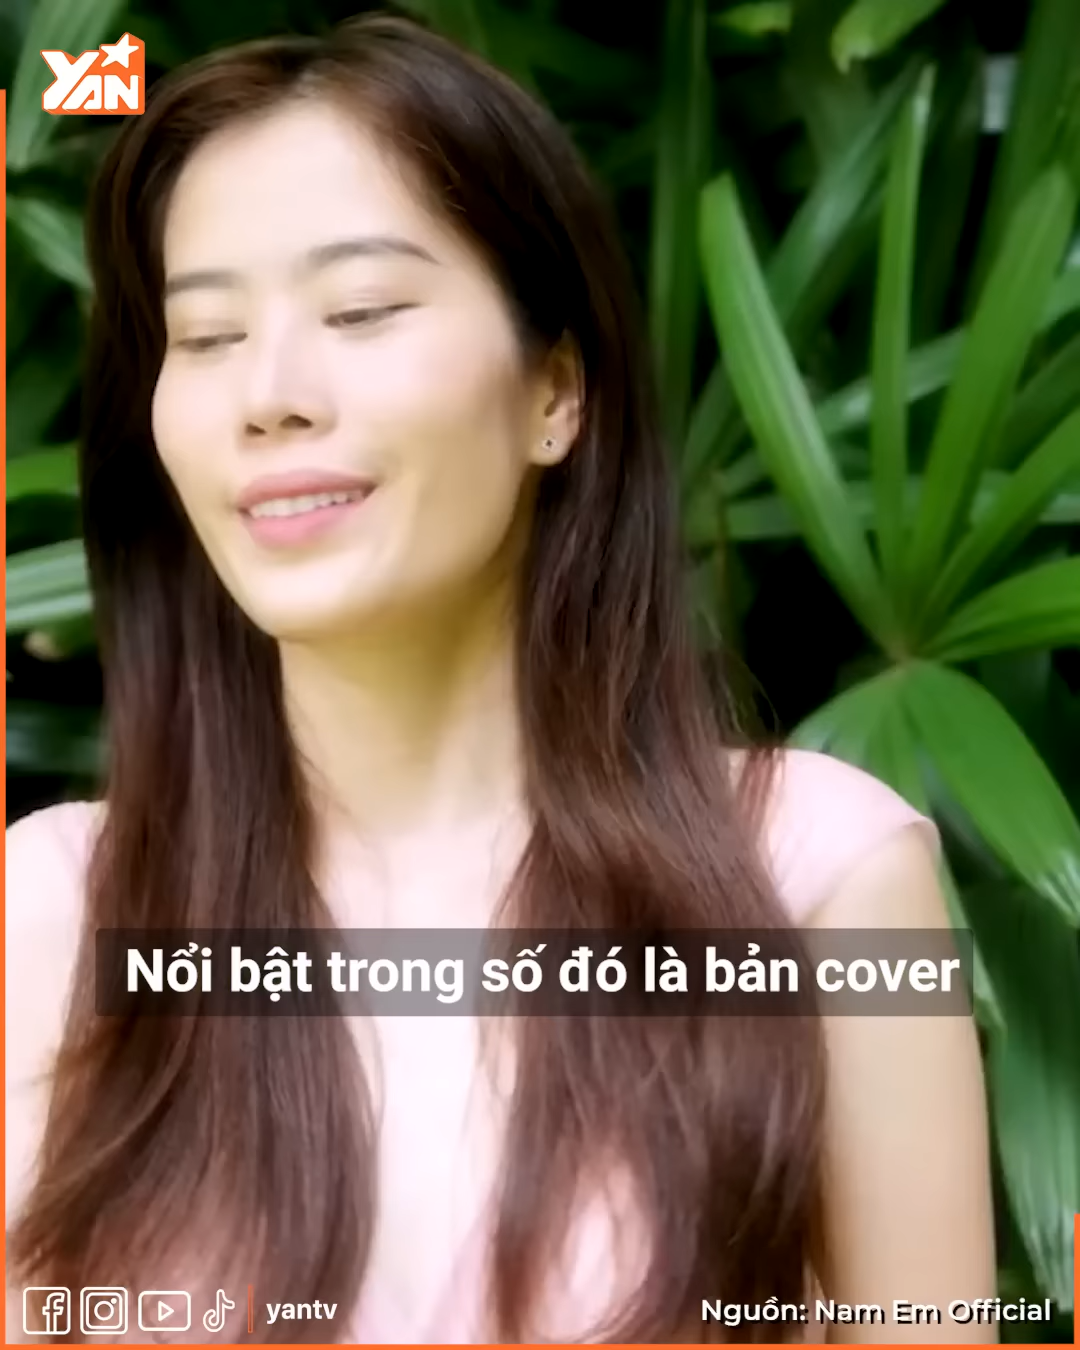 YAN
Nổi bật trong số đó là bản cover
yantv
Nguồn: Nam Em Official